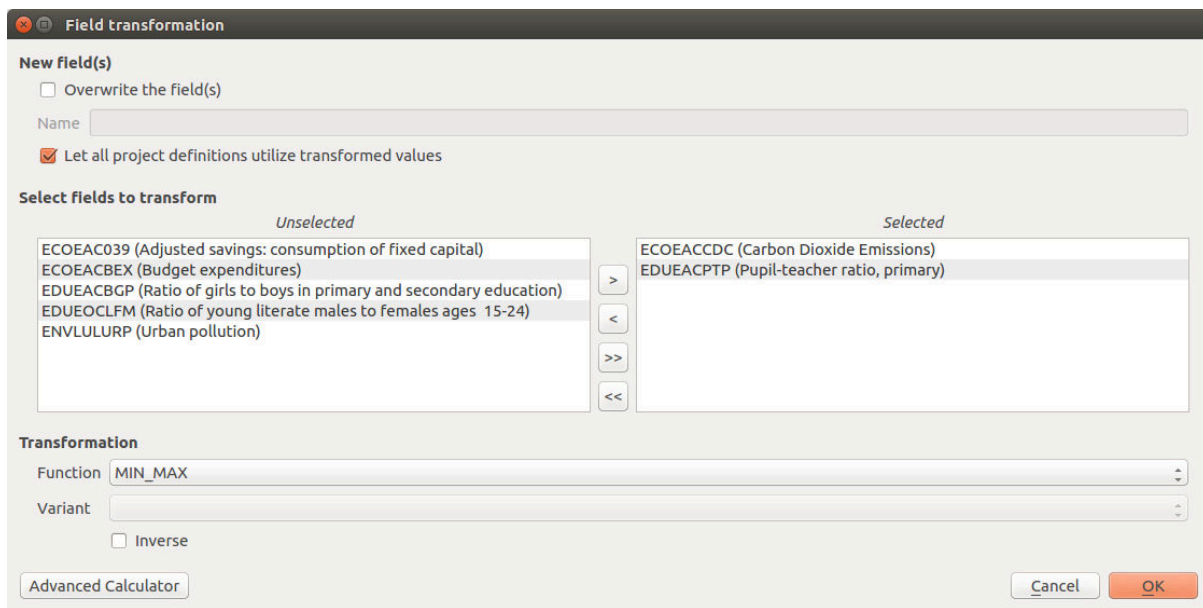 Field transformation
New field(s)
Overwrite the field(s)
Name
Let all project definitions utilize transformed values
Select fields to transform
Unselected
Selected
ECOEAC039 (Adjusted savings: consumption of fixed capital)
ECOEACBEX (Budget expenditures)
EDUEACBGP (Ratio of girls to boys in primary and secondary education)
EDUEOCLFM (Ratio of young literate males to females ages  15-24)
ENVLULURP (Urban pollution)
>
<
>>
<<
ECOEACCDC (Carbon Dioxide Emissions)
EDUEACPTP (Pupil-teacher ratio, primary)
Transformation
Function MIN_MAX
Variant
Inverse
Advanced Calculator
Cancel
OK